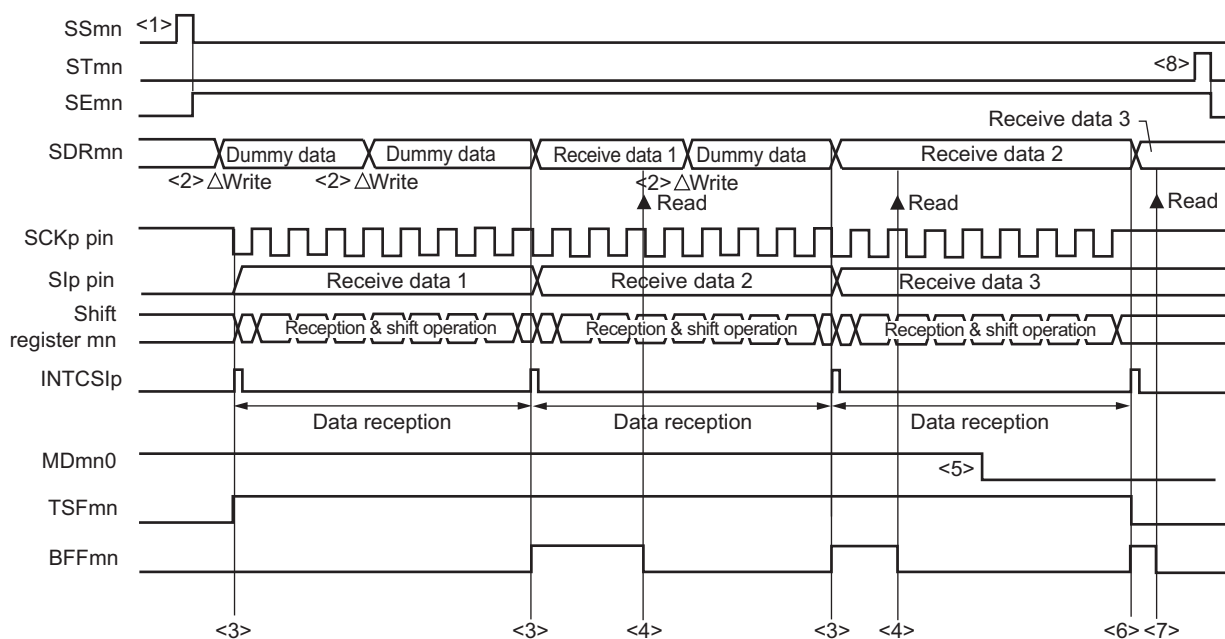 SSmn <1>
STmn <8>
SEmn
Receive data 3
SDRmn Dummy data Dummy data Receive data 1 Dummy data Receive data 2
<2> △Write <2> △Write <2> △Write
▲Read ▲Read ▲Read
SCKp pin
SIp pin Receive data 1 Receive data 2 Receive data 3
Shift
register mn Reception & shift operation Reception & shift operation Reception & shift operation
INTCSIp
Data reception Data reception Data reception
MDmn0 <5>
TSFmn
BFFmn
<3> <3> <4> <3> <4> <6> <7>